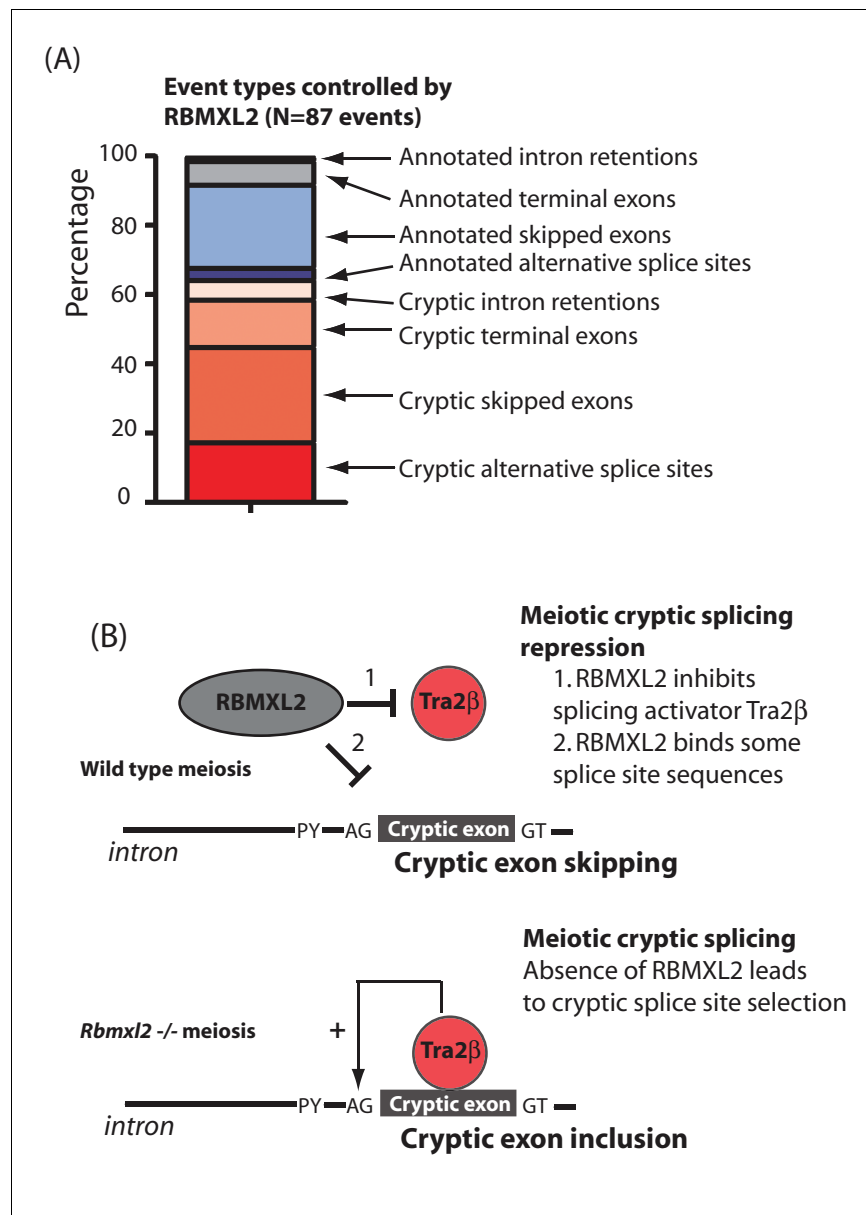 (A)
Event types controlled by
RBMXL2 (N=87 events)
Percentage
100
80
60
40
20
0
Annotated intron retentions
Annotated terminal exons
Annotated skipped exons
Annotated alternative splice sites
Cryptic intron retentions
Cryptic terminal exons
Cryptic skipped exons
Cryptic alternative splice sites
(B)
RBMXL2
1
Tra2β
2
Wild type meiosis
Meiotic cryptic splicing
repression
1. RBMXL2 inhibits
splicing activator Tra2β
2. RBMXL2 binds some
splice site sequences
PY AG Cryptic exon GT
intron
Cryptic exon skipping
Meiotic cryptic splicing
Absence of RBMXL2 leads
to cryptic splice site selection
Rbmxl2 -/- meiosis
+
Tra2β
PY AG Cryptic exon GT
intron
Cryptic exon inclusion